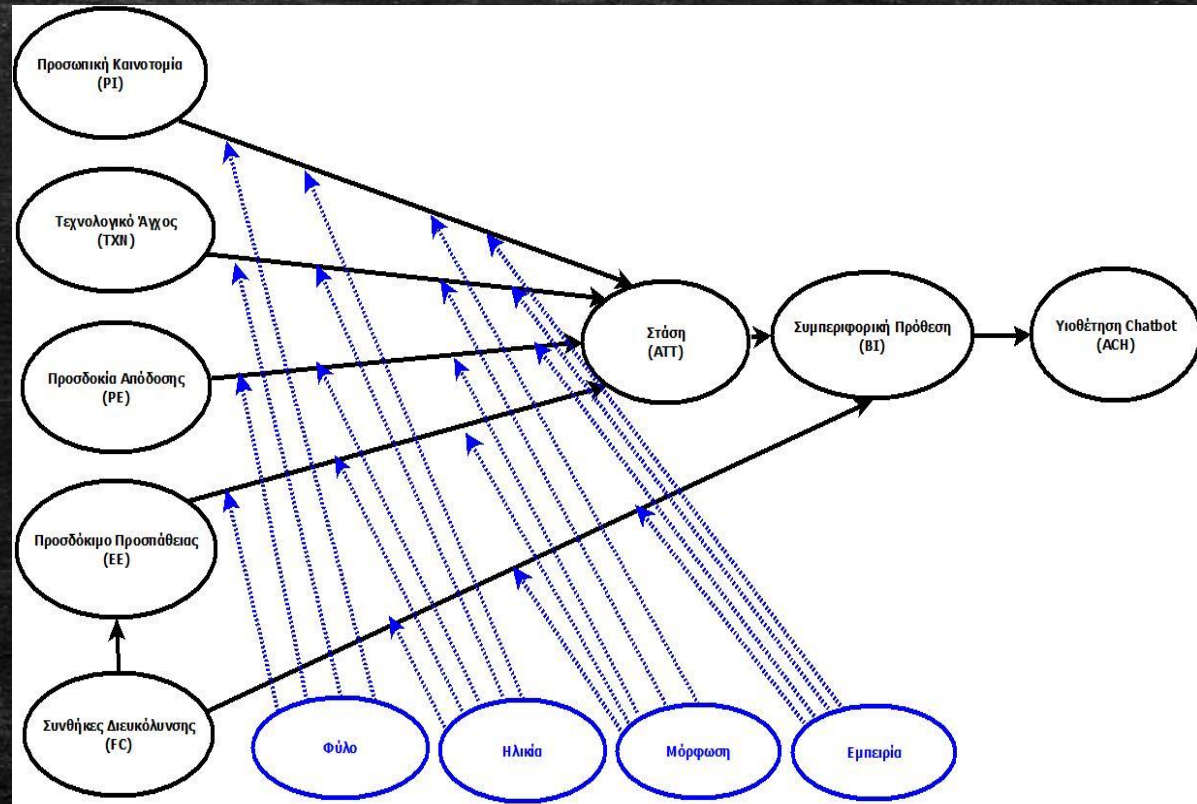 Προσωπική Καινοτομία
(PI)
Τεχνολογικό Άγχος
(TXN)
Προσδοκία Απόδοσης
(PE)
Προσδόκιμο Προσπάθειας
(EE)
Συνθήκες Διευκόλυνσης
(FC)
Στάση
(ATT)
Συμπεριφορική Πρόθεση
(BI)
Υιοθέτηση Chatbot
(ACH)
Φύλο
Ηλικία
Μόρφωση
Εμπειρία